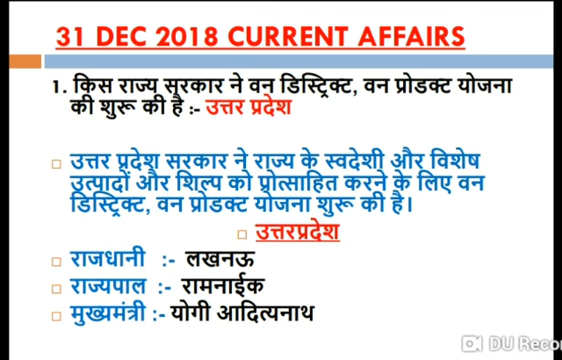 31 DEC 2018 CURRENT AFFAIRS
1. किस राज्य सरकार ने वन डिस्ट्रिक्ट, वन प्रोडक्ट योजना
की शुरू की है :- उत्तर प्रदेश
उत्तर प्रदेश सरकार ने राज्य के स्वदेशी और विशेष
उत्पादों और शिल्प को प्रोत्साहित करने के लिए वन
डिस्ट्रिक्ट, वन प्रोडक्ट योजना शुरू की है।
उत्तरप्रदेश
राजधानी :- लखनऊ
राज्यपाल :- रामनाईक
मुख्यमंत्री :- योगी आदित्यनाथ
DU Recor